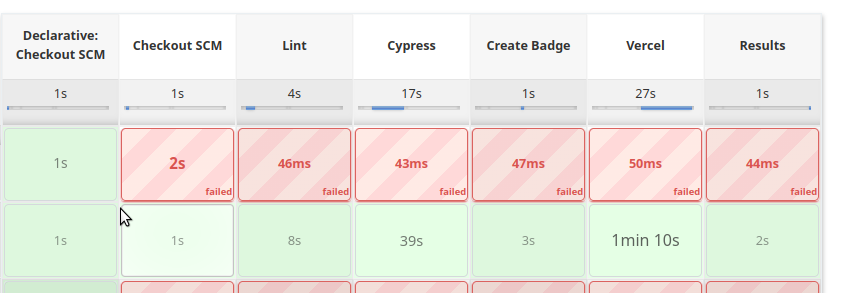 Declarative:
Checkout SCM
Checkout SCM
Lint
Cypress
Create Badge
Vercel
Results
1s
1s
4s
17s
1s
27s
1s
1s
2s
failed
46ms
failed
43ms
failed
47ms
failed
50ms
failed
44ms
failed
1s
1s
8s
39s
3s
1min 10s
2s